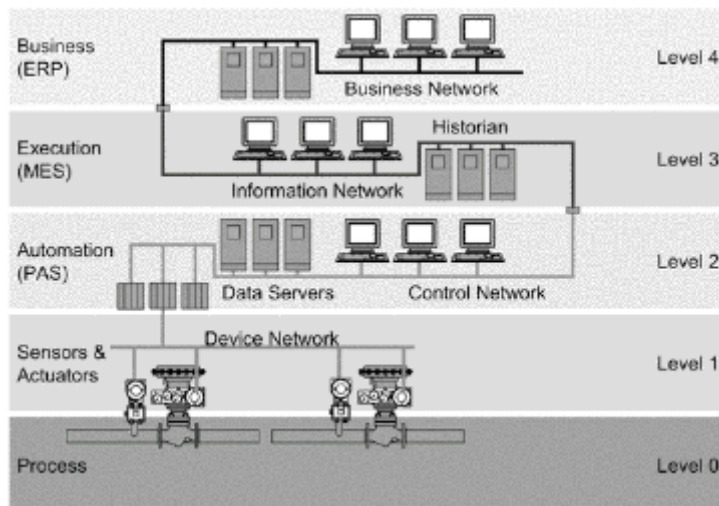 Business
(ERP)
Level 4
Business Network
Historian
Execution
(MES)
Level 3
Information Network
Automation
(PAS)
Level 2
Data Servers
Control Network
Device Network
Sensors &
Actuators
Level 1
Process
Level 0